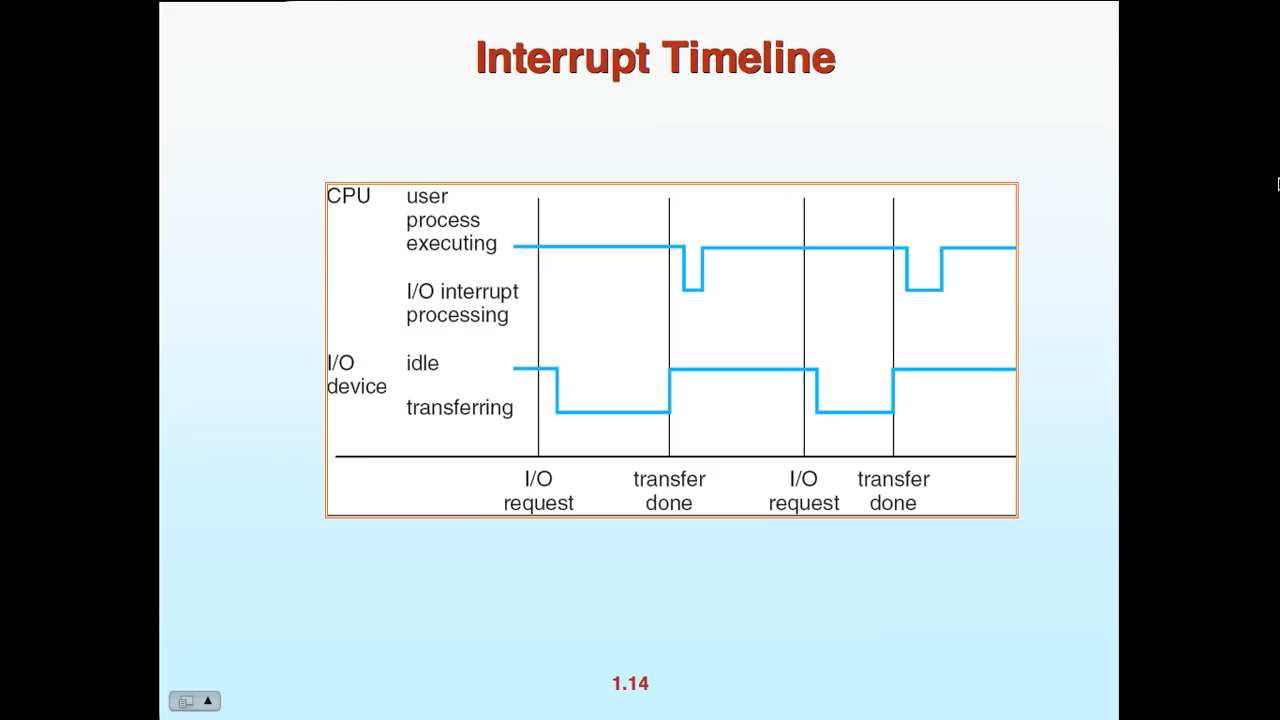 Interrupt Timeline
CPU
user
process
executing
I/O interrupt
processing
I/O
device
idle
transferring
I/O
request
transfer
done
I/O
request
transfer
done
1.14